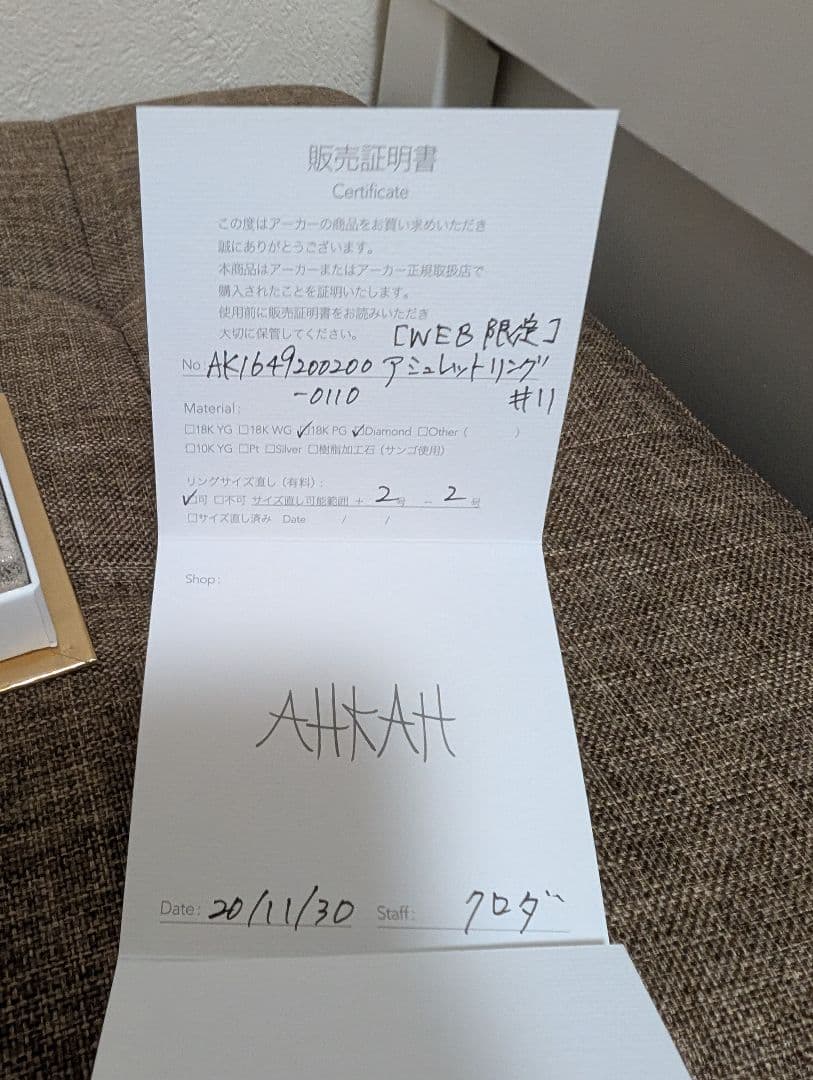 販売証明書
Certificate
この度はアーカーの商品をお買い求めいただき
誠にありがとうございます。
本商品はアーカーまたはアーカー正規取扱店で
購入されたことを証明いたします。
使用前に販売証明書をお読みいただき
大切に保管してください。
[WEB 限定]
No. AK1649200200 アシュレットリング
-0110 #11
Material:
□18K YG □18K WG ☑18K PG ☑Diamond □Other ( )
□10K YG □Pt □Silver □樹脂加工石 (サンゴ使用)
リングサイズ直し (有料) :
☑可 □不可 サイズ直し可能範囲 + 2号 - 2号
□サイズ直し済み Date / /
Shop:
AHKAH
Date: 20/11/30 Staff: クロダ